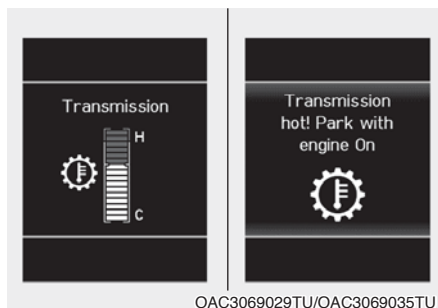 Transmission
H
C
Transmission
hot! Park with
engine On
OAC3069029TU/OAC3069035TU